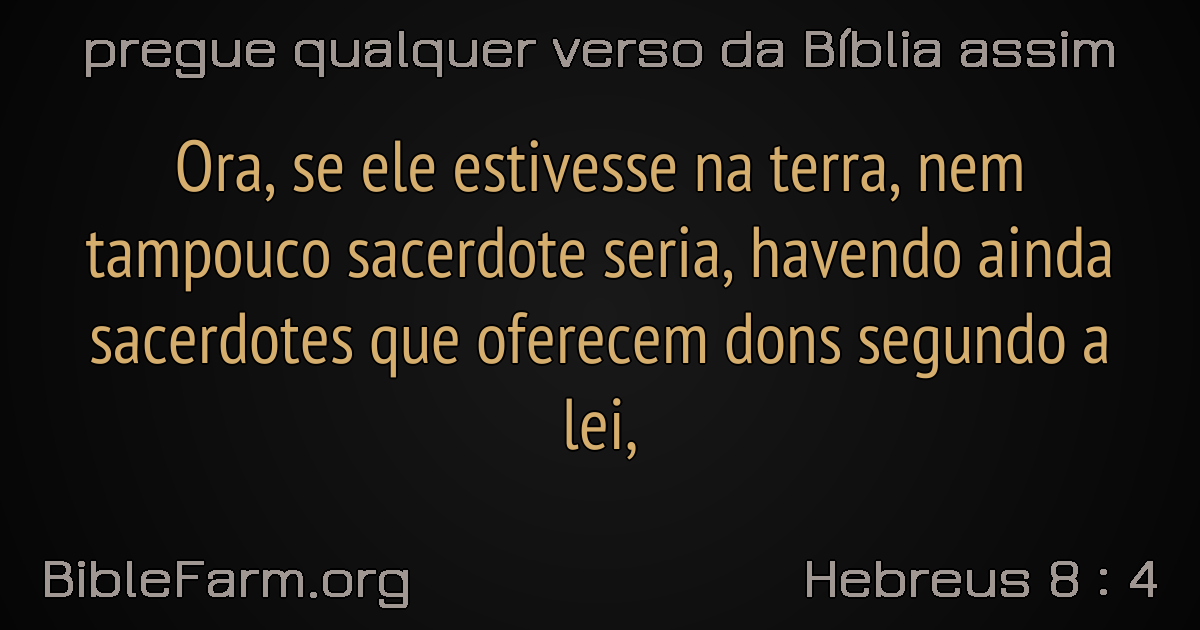 pregue qualquer verso da Bíblia assim
Ora, se ele estivesse na terra, nem
tampouco sacerdote seria, havendo ainda
sacerdotes que oferecem dons segundo a
lei,
BibleFarm.org
Hebreus 8 : 4